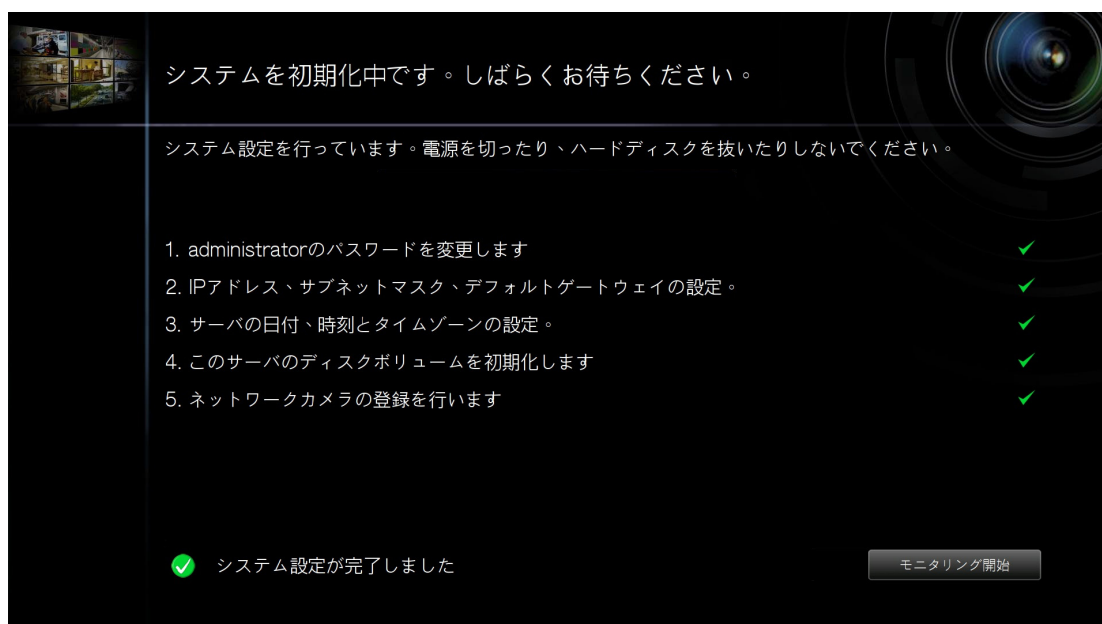 システムを初期化中です。しばらくお待ちください。
システム設定を行っています。電源を切ったり、ハードディスクを抜いたりしないでください。
1. administratorのパスワードを変更します
2. IPアドレス、サブネットマスク、デフォルトゲートウェイの設定。
3. サーバの日付、時刻とタイムゾーンの設定。
4. このサーバのディスクボリュームを初期化します
5. ネットワークカメラの登録を行います
システム設定が完了しました
モニタリング開始